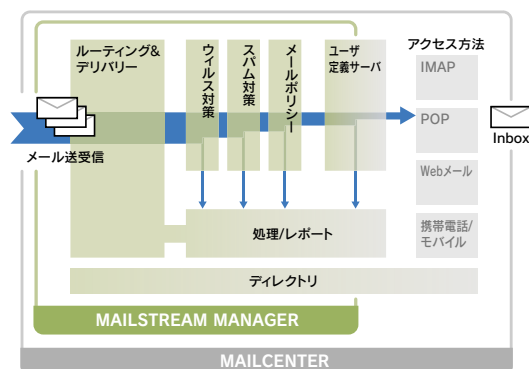 ルーティング&
デリバリー
ウィルス対策
スパム対策
メールポリシー
ユーザ
定義サーバ
アクセス方法
IMAP
POP
Webメール
携帯電話/
モバイル
Inbox
メール送受信
処理/レポート
ディレクトリ
MAILSTREAM MANAGER
MAILCENTER